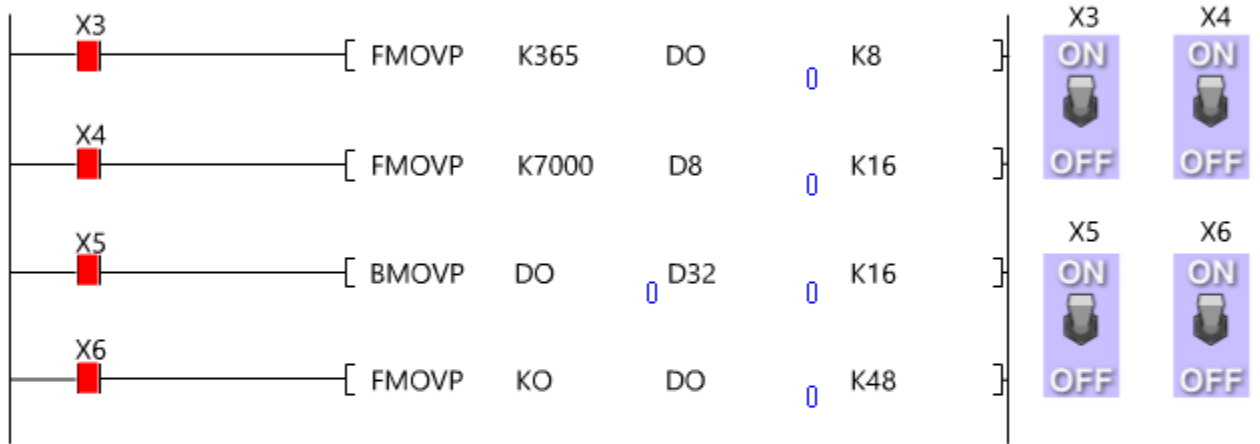 X3
FMOVP K365 DO 0 K8
X4
FMOVP K7000 D8 0 K16
X5
BMOVP DO 0 D32 0 K16
X6
FMOVP KO DO 0 K48
X3 X4
ON ON
OFF OFF
X5 X6
ON ON
OFF OFF